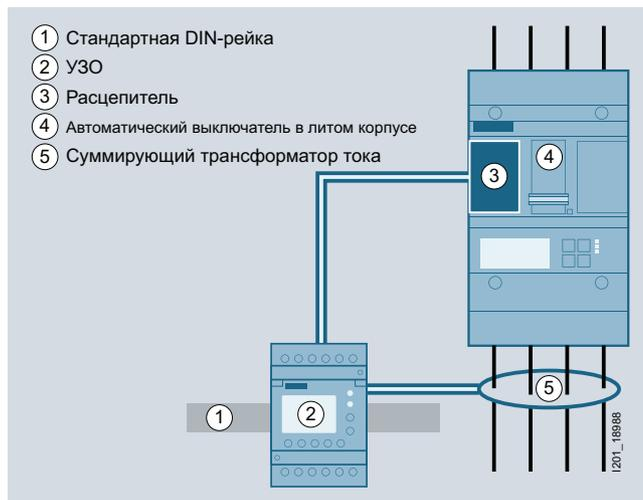 1 Стандартная DIN-рейка
2 УЗО
3 Расцепитель
4 Автоматический выключатель в литом корпусе
5 Суммирующий трансформатор тока
3
4
5
1
2
I201_18988